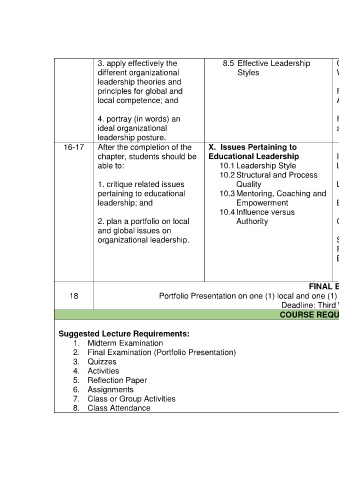 3. apply effectively the
different organizational
leadership theories and
principles for global and
local competence; and
4. portray (in words) an
ideal organizational
leadership posture.
8.5 Effective Leadership
Styles
16-17
After the completion of the
chapter, students should be
able to:
1. critique related issues
pertaining to educational
leadership; and
2. plan a portfolio on local
and global issues on
organizational leadership.
X. Issues Pertaining to
Educational Leadership
10.1 Leadership Style
10.2 Structural and Process
Quality
10.3 Mentoring, Coaching and
Empowerment
10.4 Influence versus
Authority
FINAL E
18
Portfolio Presentation on one (1) local and one (1)
Deadline: Third
COURSE REQU
Suggested Lecture Requirements:
1. Midterm Examination
2. Final Examination (Portfolio Presentation)
3. Quizzes
4. Activities
5. Reflection Paper
6. Assignments
7. Class or Group Activities
8. Class Attendance